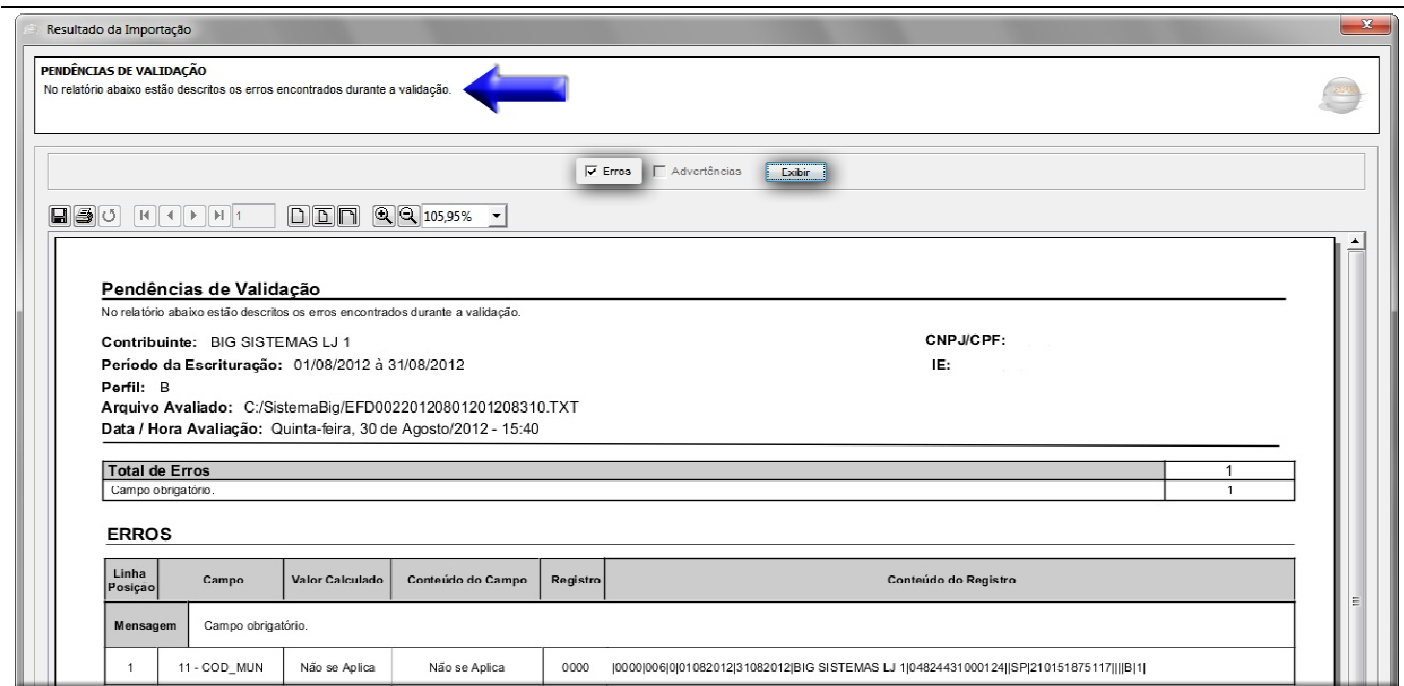 Resultado da Importação
PENDÊNCIAS DE VALIDAÇÃO
No relatório abaixo estão descritos os erros encontrados durante a validação.
Erros Advertências Exibir
1 105,95%
Pendências de Validação
No relatório abaixo estão descritos os erros encontrados durante a validação.
Contribuinte: BIG SISTEMAS LJ 1 CNPJ/CPF:
Período da Escrituração: 01/08/2012 à 31/08/2012 IE:
Perfil: B
Arquivo Avaliado: C:/SistemaBig/EFD00220120801201208310.TXT
Data / Hora Avaliação: Quinta-feira, 30 de Agosto/2012 - 15:40
Total de Erros 1
Campo obrigatório. 1
ERROS
Linha Posição Campo Valor Calculado Conteúdo do Campo Registro Conteúdo do Registro
Mensagem Campo obrigatório.
1 11 - COD_MUN Não se Aplica Não se Aplica 0000 |0000|006|0|01082012|31082012|BIG SISTEMAS LJ 1|04824431000124||SP|210151875117||||B|1|